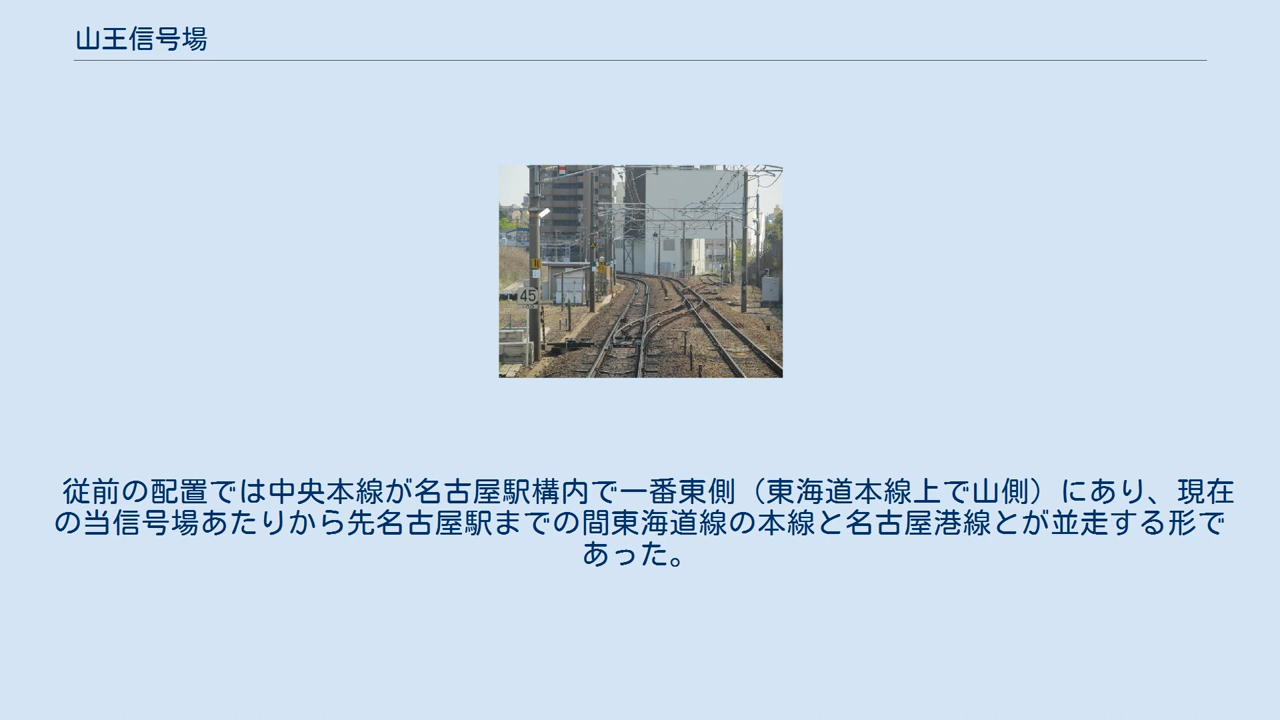 山王信号場
45
従前の配置では中央本線が名古屋駅構内で一番東側（東海道本線上で山側）にあり、現在
の当信号場あたりから先名古屋駅までの間東海道線の本線と名古屋港線とが並走する形で
あった。